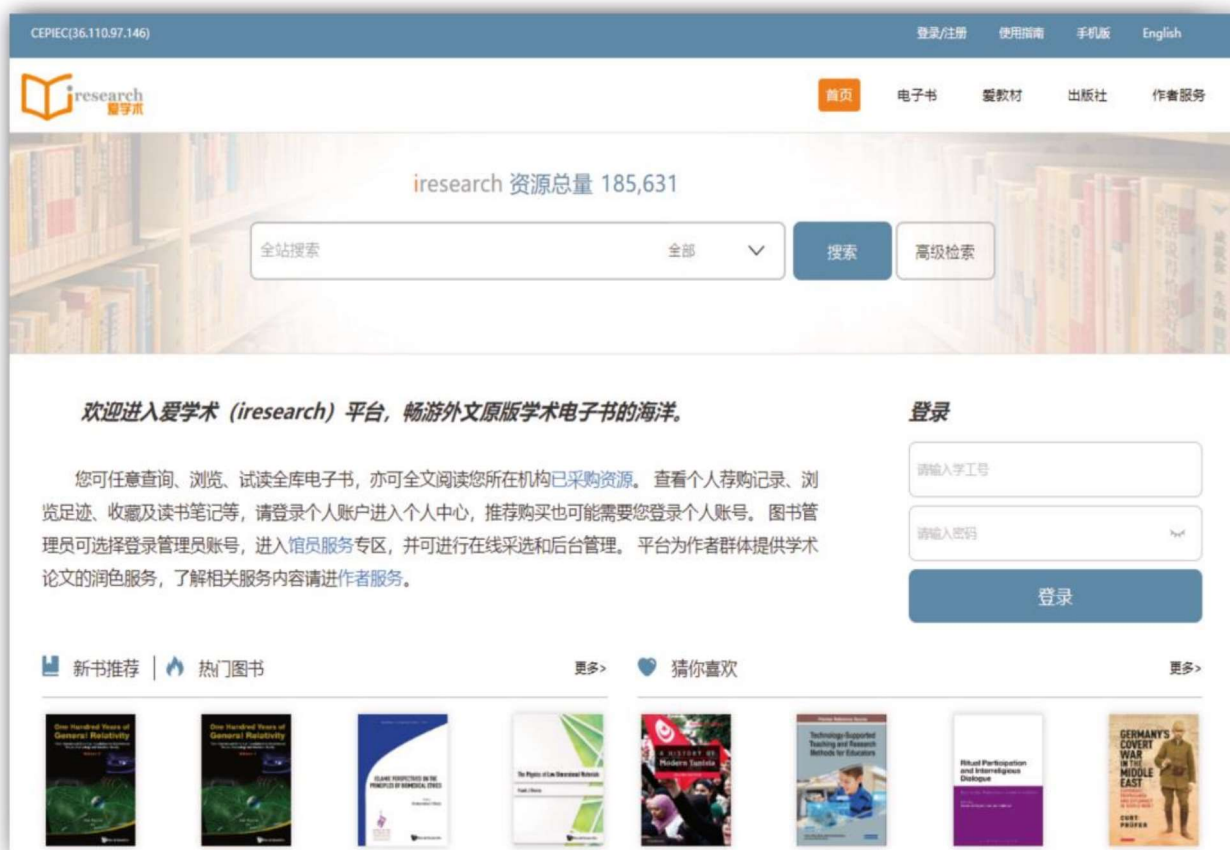 CEPIEC(36.110.97.146)
登录/注册 使用指南 手机版 English
iresearch
爱学术
首页 电子书 爱教材 出版社 作者服务
iresearch 资源总量 185,631
全站搜索 全部 搜索 高级检索
欢迎进入爱学术（iresearch）平台，畅游外文原版学术电子书的海洋。
您可任意查询、浏览、试读全库电子书，亦可全文阅读您所在机构已采购资源。 查看个人荐购记录、浏
览足迹、收藏及读书笔记等，请登录个人账户进入个人中心，推荐购买也可能需要您登录个人账号。 图书管
理员可选择登录管理员账号，进入馆员服务专区，并可进行在线采选和后台管理。 平台为作者群体提供学术
论文的润色服务，了解相关服务内容请进作者服务。
登录
请输入学工号
请输入密码
登录
新书推荐 热门图书 更多>
猜你喜欢 更多>
One Hundred Years of
General Relativity
One Hundred Years of
General Relativity
ISLAMIC PERSPECTIVES ON THE
PRINCIPLES OF BIOMEDICAL ETHICS
The Physics of Low Dimensional Materials
A HISTORY OF
Modern Tunisia
Technology-Supported
Teaching and Research
Methods for Educators
Ritual Participation
and Interreligious
Dialogue
GERMANY'S
COVERT
WAR
IN THE
MIDDLE
EAST
CURT
PRÜFER